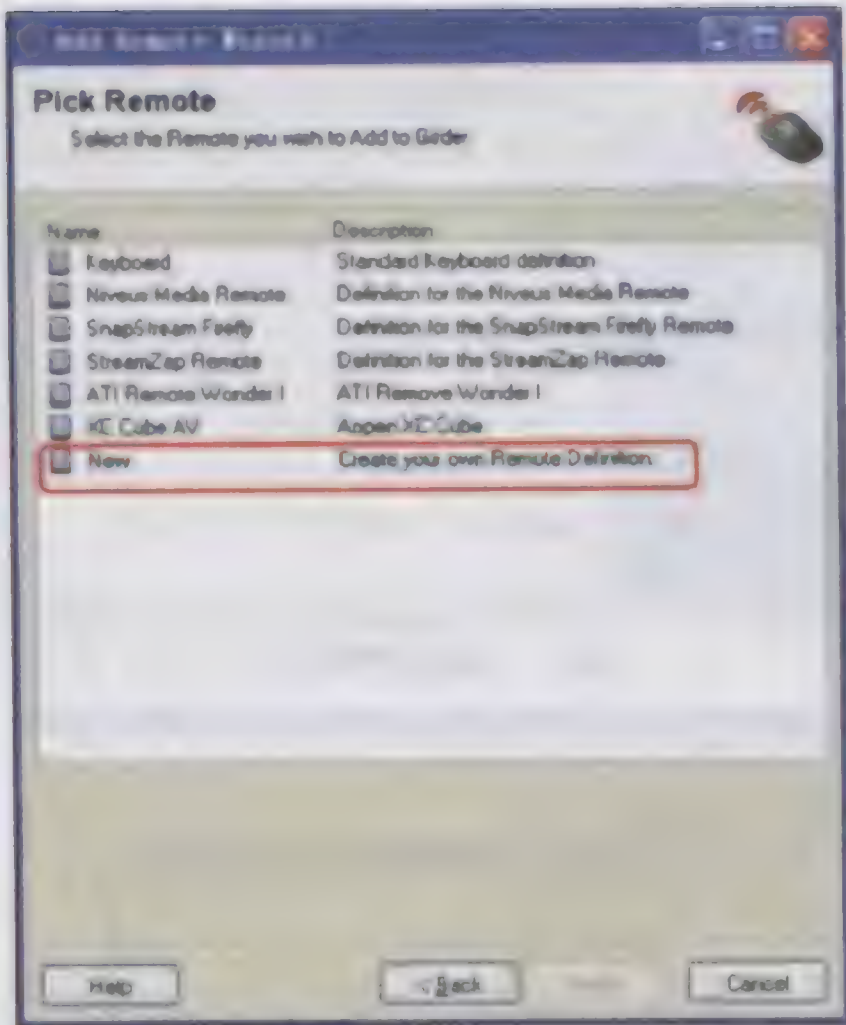 Pick Remote
Select the Remote you wish to Add to Girder
Name Description
Keyboard Standard Keyboard definition
Niveus Media Remote Definition for the Niveus Media Remote
SnapStream Firefly Definition for the SnapStream Firefly Remote
StreamZap Remote Definition for the StreamZap Remote
ATI Remote Wonder I ATI Remove Wonder I
XC Cube AV Aopen XC Cube
New Create your own Remote Definition
Help < Back Cancel